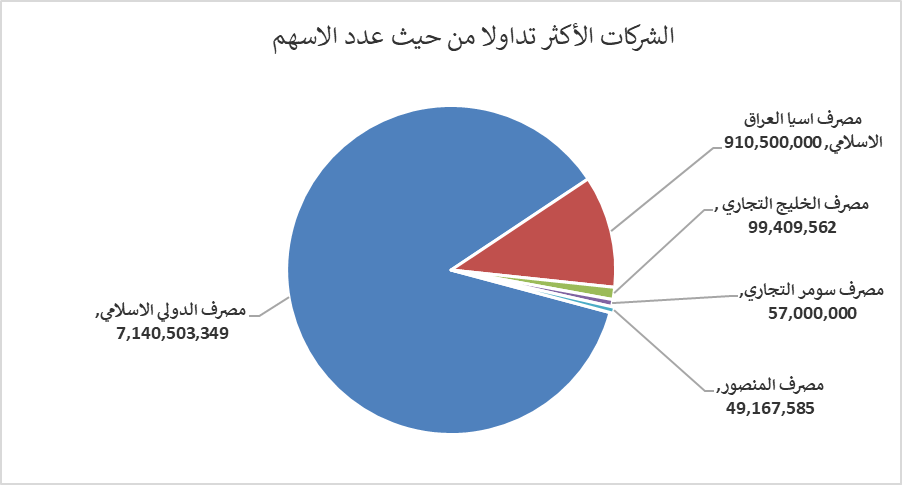 الشركات الأكثر تداولا من حيث عدد الاسهم
مصرف اسيا العراق
الاسلامي, 910,500,000
مصرف الخليج التجاري ,
99,409,562
مصرف سومر التجاري,
57,000,000
مصرف المنصور,
49,167,585
مصرف الدولي الاسلامي,
7,140,503,349